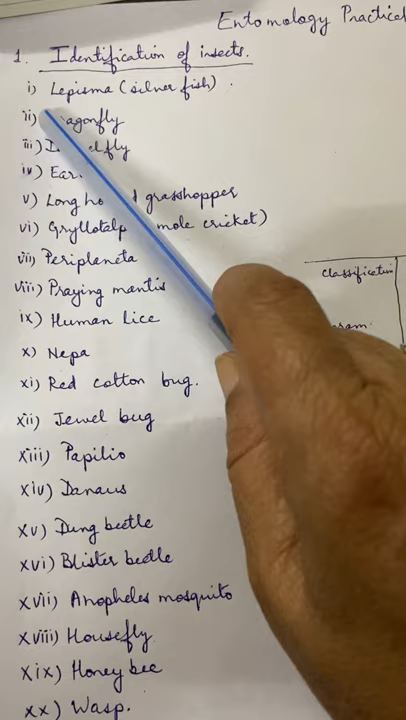 Entomology Practical
1. Identification of insects.
i) Lepisma (silver fish).
ii) Dragonfly
iii)
iv) Ear
v) Long ho d grasshopper
vi) Gryllotalp mole cricket)
vii) Periplaneta
viii) Praying mantis
ix) Human lice
x) Nepa
xi) Red cotton bug.
xii) Jewel bug
xiii) Papilio
xiv) Danaus
xv) Dung beetle
xvi) Blister beetle
xvii) Anopheles mosquito
xviii) Housefly
xix) Honey bee
xx) Wasp.
Classification